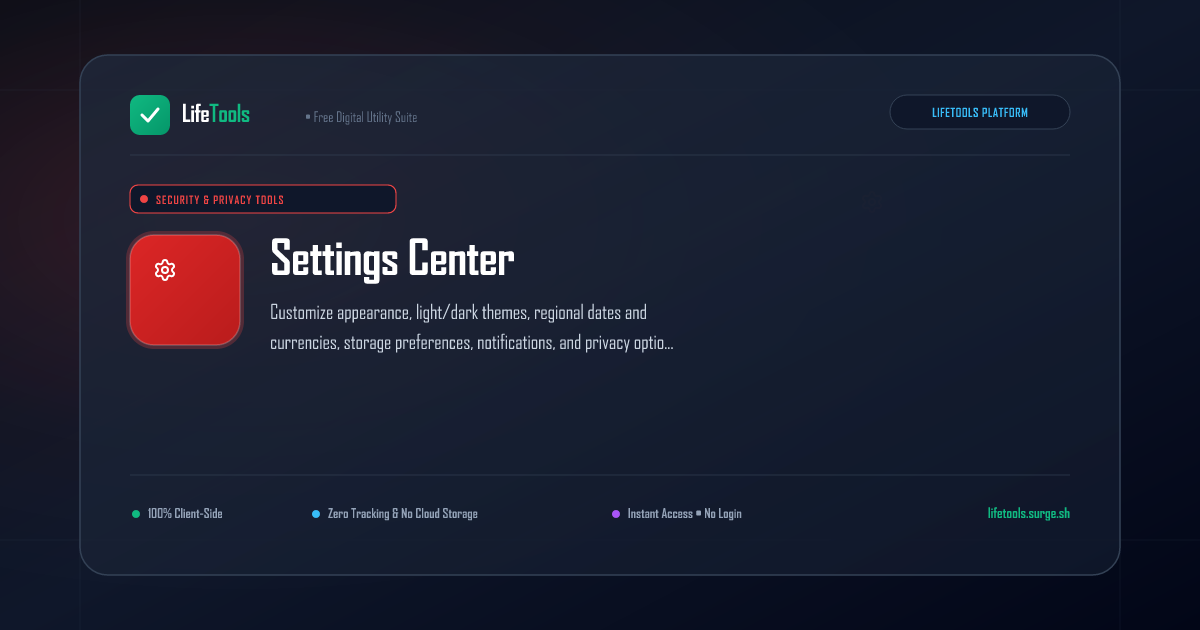 LifeTools
▪ Free Digital Utility Suite
LIFETOOLS PLATFORM
SECURITY & PRIVACY TOOLS
Settings Center
Customize appearance, light/dark themes, regional dates and
currencies, storage preferences, notifications, and privacy optio...
100% Client-Side
Zero Tracking & No Cloud Storage
Instant Access ▪ No Login
lifetools.surge.sh